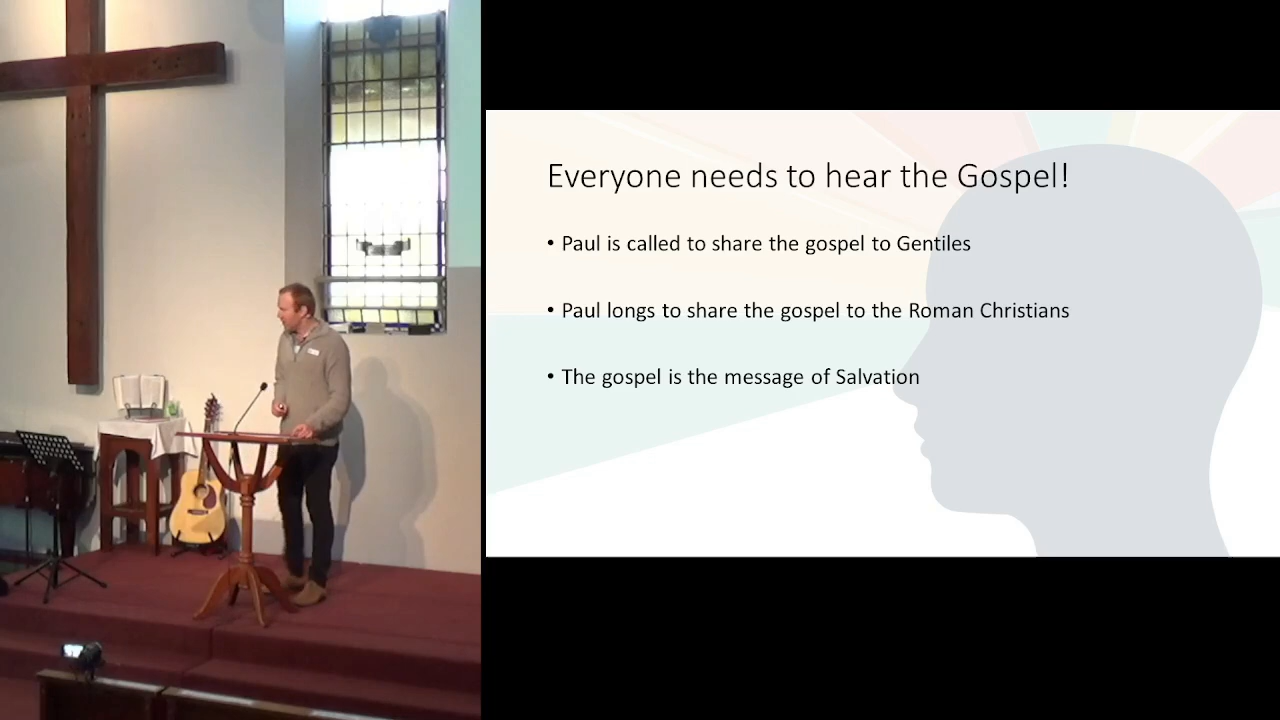 Everyone needs to hear the Gospel!
• Paul is called to share the gospel to Gentiles
• Paul longs to share the gospel to the Roman Christians
• The gospel is the message of Salvation